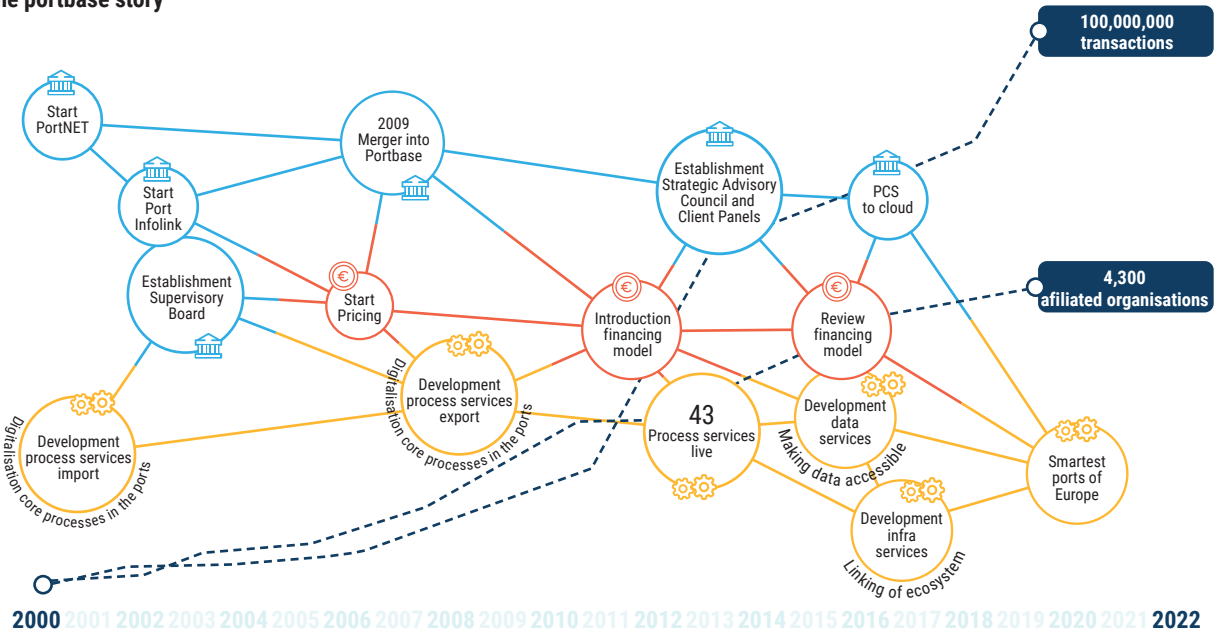 portbase story
100,000,000
transactions
Start
PortNET
2009
Merger into
Portbase
Establishment
Strategic Advisory
Council and
Client Panels
PCS
to cloud
Start
Port
Infolink
Establishment
Supervisory
Board
€
Start
Pricing
€
Introduction
financing
model
€
Review
financing
model
4,300
afiliated organisations
Development
process services
import
Digitalisation core processes in the ports
Development
process services
export
Digitalisation core processes in the ports
43
Process services
live
Development
data
services
Making data accessible
Development
infra
services
Linking of ecosystem
Smartest
ports of
Europe
2000 2001 2002 2003 2004 2005 2006 2007 2008 2009 2010 2011 2012 2013 2014 2015 2016 2017 2018 2019 2020 2021 2022